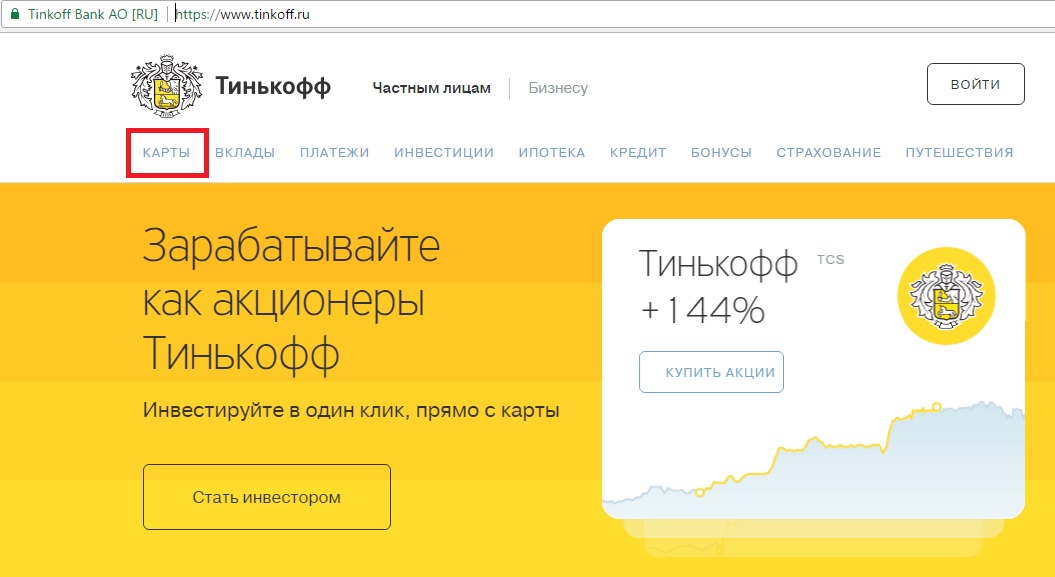 Tinkoff Bank AO [RU] https://www.tinkoff.ru
Тинькофф Частным лицам Бизнесу ВОЙТИ
КАРТЫ ВКЛАДЫ ПЛАТЕЖИ ИНВЕСТИЦИИ ИПОТЕКА КРЕДИТ БОНУСЫ СТРАХОВАНИЕ ПУТЕШЕСТВИЯ
Зарабатывайте
как акционеры
Тинькофф
Инвестируйте в один клик, прямо с карты
Стать инвестором
Тинькофф TCS
+144%
КУПИТЬ АКЦИИ